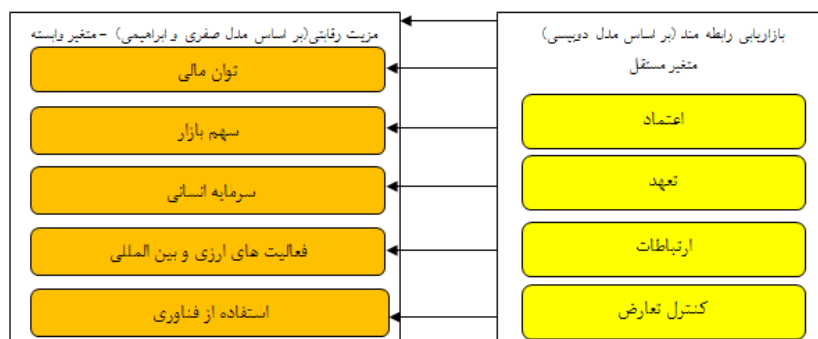 بازاریابی رابطه مند (بر اساس مدل دوبیسی)
متغیر مستقل
اعتماد
تعهد
ارتباطات
کنترل تعارض
مزیت رقابتی(بر اساس مدل صفری و ابراهیمی) - متغیر وابسته
توان مالی
سهم بازار
سرمایه انسانی
فعالیت های ارزی و بین المللی
استفاده از فناوری